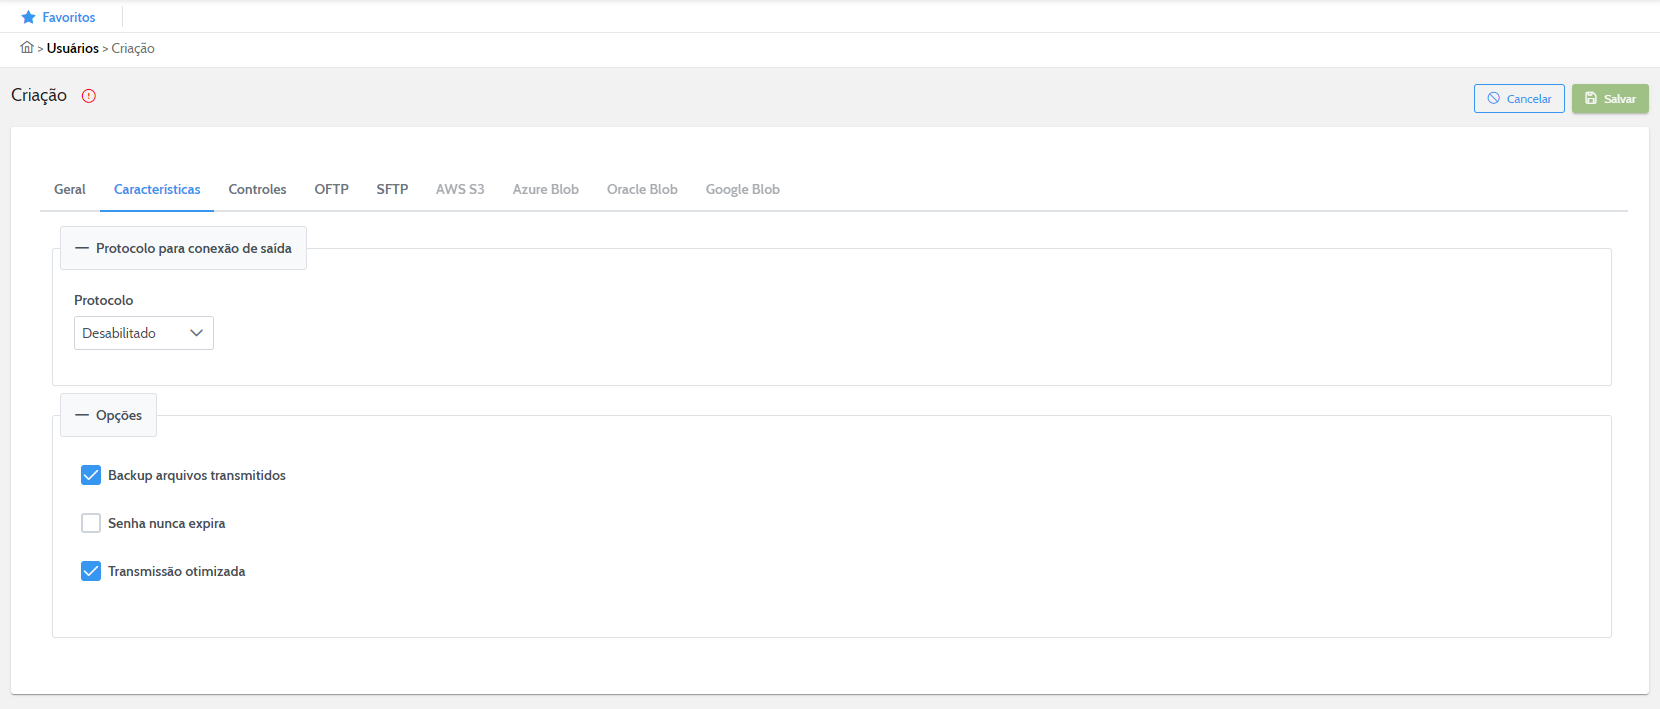 Favoritos
> Usuários > Criação
Criação
Cancelar
Salvar
Geral Características Controles OFTP SFTP AWS S3 Azure Blob Oracle Blob Google Blob
Protocolo para conexão de saída
Protocolo
Desabilitado
Opções
Backup arquivos transmitidos
Senha nunca expira
Transmissão otimizada